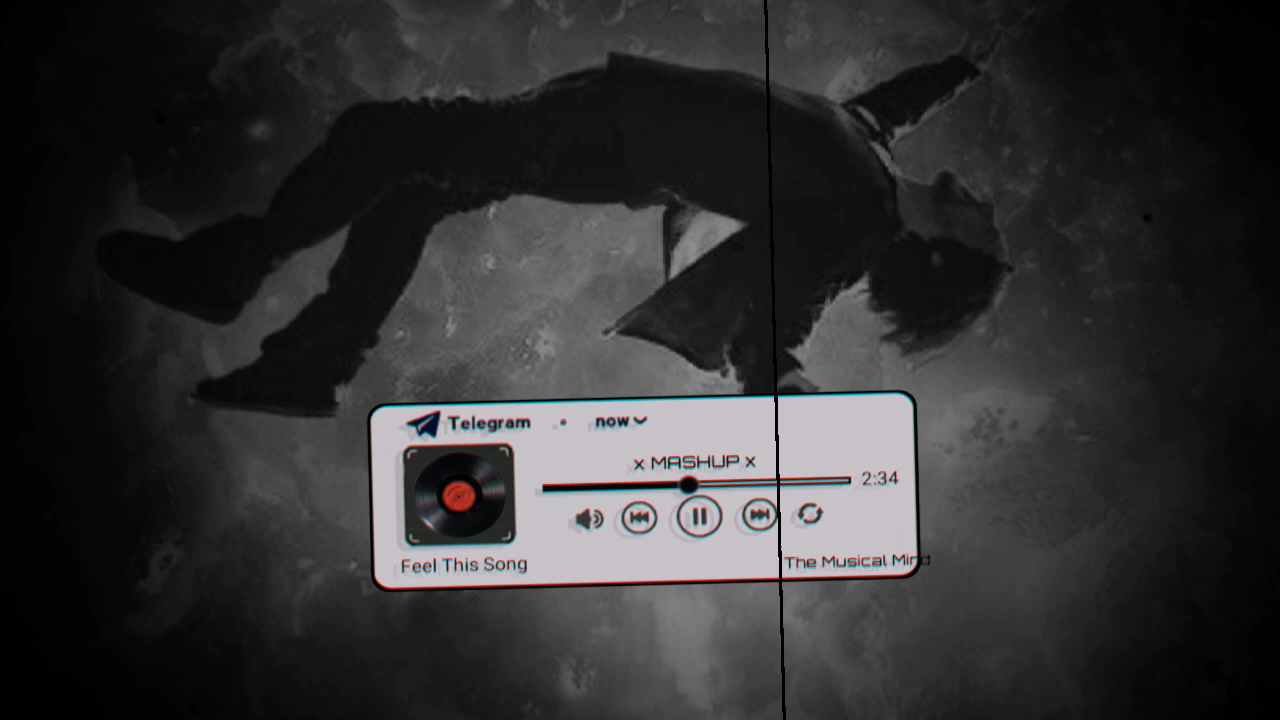 Telegram • now
x MASHUP x
2:34
Feel This Song
The Musical Mind